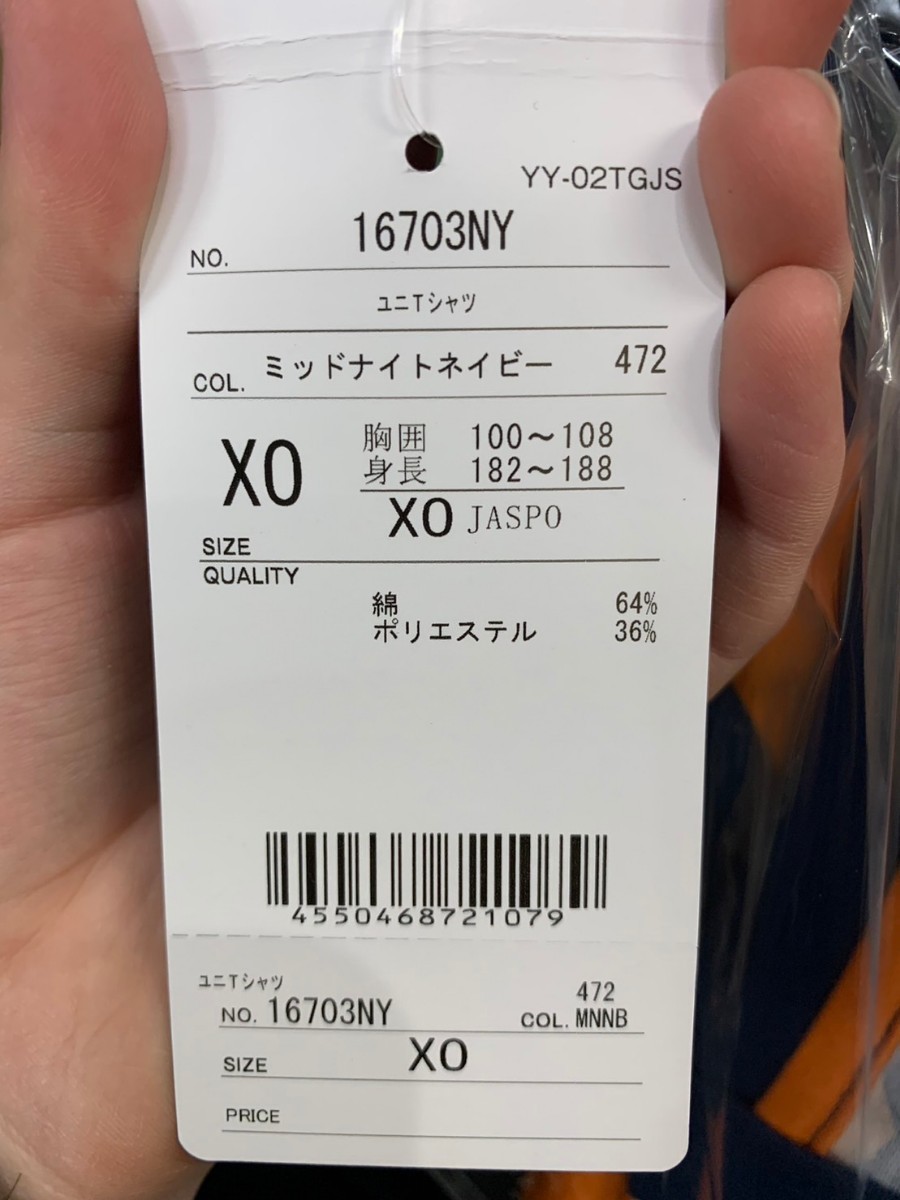 YY-02TGJS
NO. 16703NY
ユニTシャツ
COL. ミッドナイトネイビー 472
XO 胸囲 100～108
身長 182～188
XO JASPO
SIZE
QUALITY
綿 64%
ポリエステル 36%
4550468721079
ユニTシャツ
472
NO. 16703NY COL. MNNB
SIZE XO
PRICE